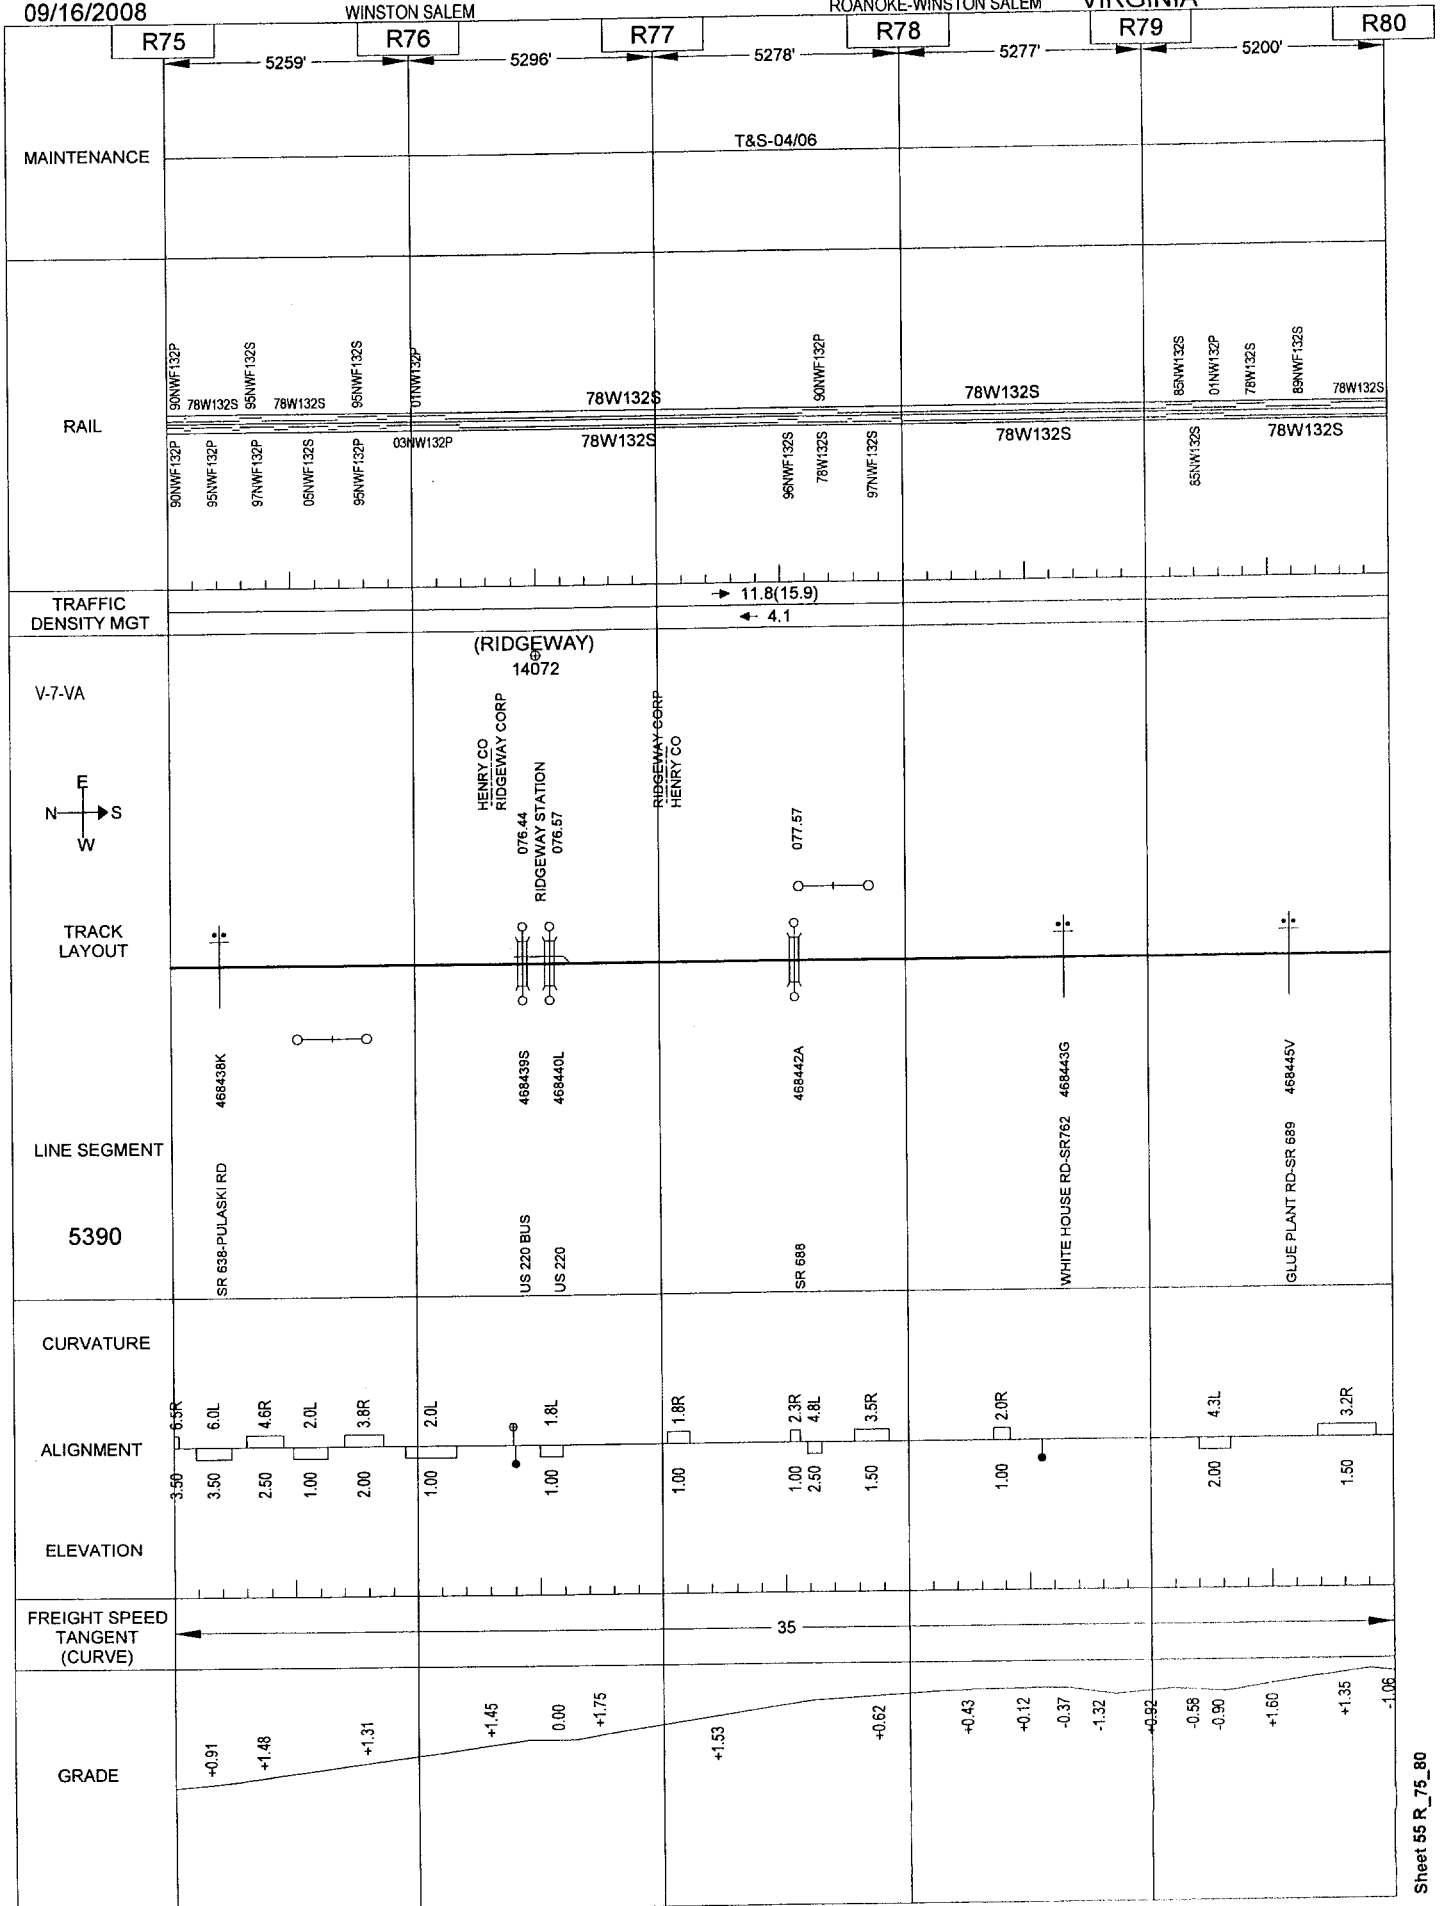 09/16/2008 WINSTON SALEM ROANOKE-WINSTON SALEM VIRGINIA
R75 R76 R77 R78 R79 R80
5259' 5296' 5278' 5277' 5200'
MAINTENANCE T&S-04/06
90NWF132P 78W132S 95NWF132S 78W132S 95NWF132S 01NW132P 78W132S 90NWF132P 78W132S 85NW132S 01NW132P 78W132S 89NWF132S 78W132S
RAIL
90NWF132P 95NWF132P 97NWF132P 05NWF132S 95NWF132P 03NW132P 78W132S 96NWF132S 78W132S 97NWF132S 78W132S 85NW132S 78W132S
TRAFFIC
DENSITY MGT
11.8(15.9)
4.1
(RIDGEWAY)
14072
V-7-VA
HENRY CO
RIDGEWAY CORP
RIDGEWAY CORP
HENRY CO
076.44
RIDGEWAY STATION
076.57
077.57
E
N S
W
TRACK
LAYOUT
468438K 468439S 468440L 468442A 468443G 468445V
LINE SEGMENT
5390
SR 638-PULASKI RD US 220 BUS US 220 SR 688 WHITE HOUSE RD-SR762 GLUE PLANT RD-SR 689
CURVATURE
6.5R 6.0L 4.6R 2.0L 3.8R 2.0L 1.8L 1.8R 2.3R 4.8L 3.5R 2.0R 4.3L 3.2R
ALIGNMENT
3.50 3.50 2.50 1.00 2.00 1.00 1.00 1.00 1.00 2.50 1.50 1.00 2.00 1.50
ELEVATION
FREIGHT SPEED
TANGENT
(CURVE)
35
GRADE
+0.91 +1.48 +1.31 +1.45 0.00 +1.75 +1.53 +0.62 +0.43 +0.12 -0.37 -1.32 +0.92 -0.58 -0.90 +1.60 +1.35 -1.06
Sheet 55 R_75_80